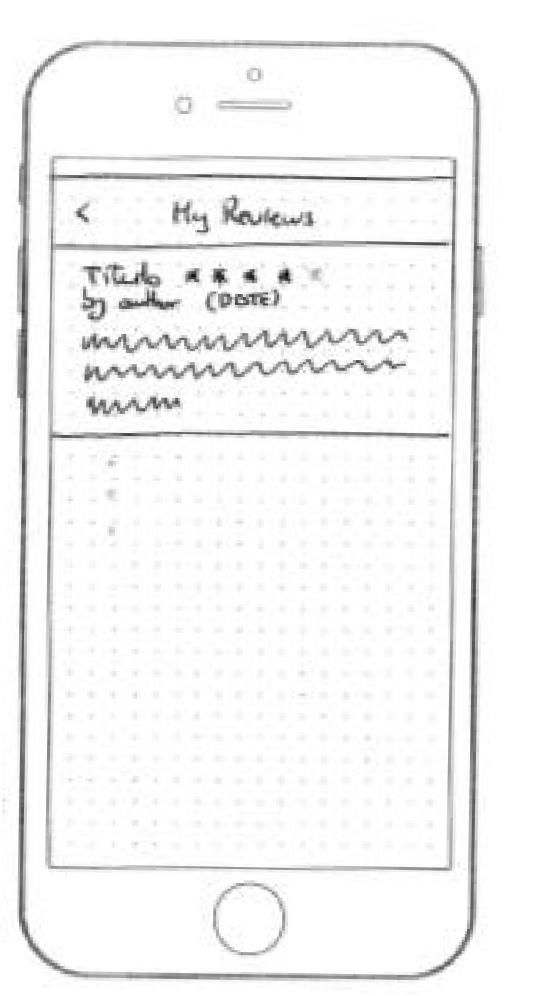 < My Reviews
Titulo ★ ★ ★ ★ ☆
by author (DATE)